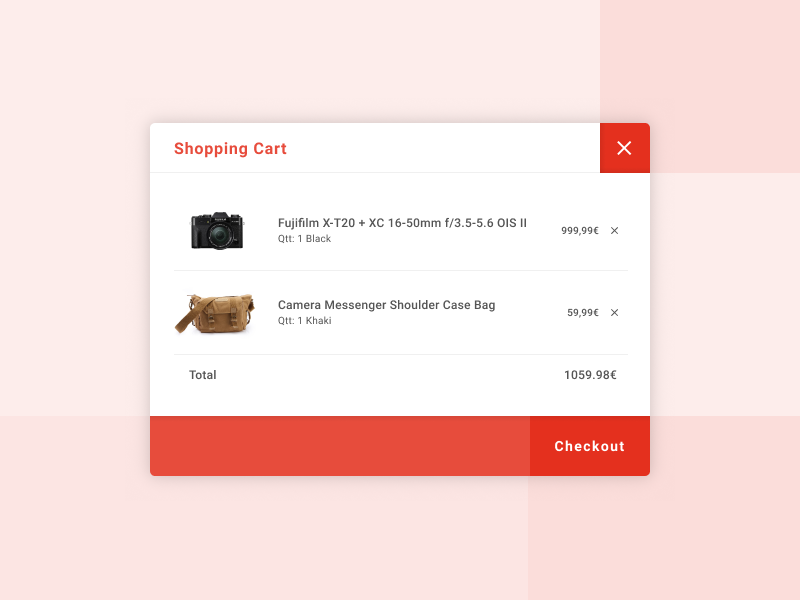 Shopping Cart
Fujifilm X-T20 + XC 16-50mm f/3.5-5.6 OIS II
Qtt: 1 Black
999,99€
Camera Messenger Shoulder Case Bag
Qtt: 1 Khaki
59,99€
Total
1059.98€
Checkout